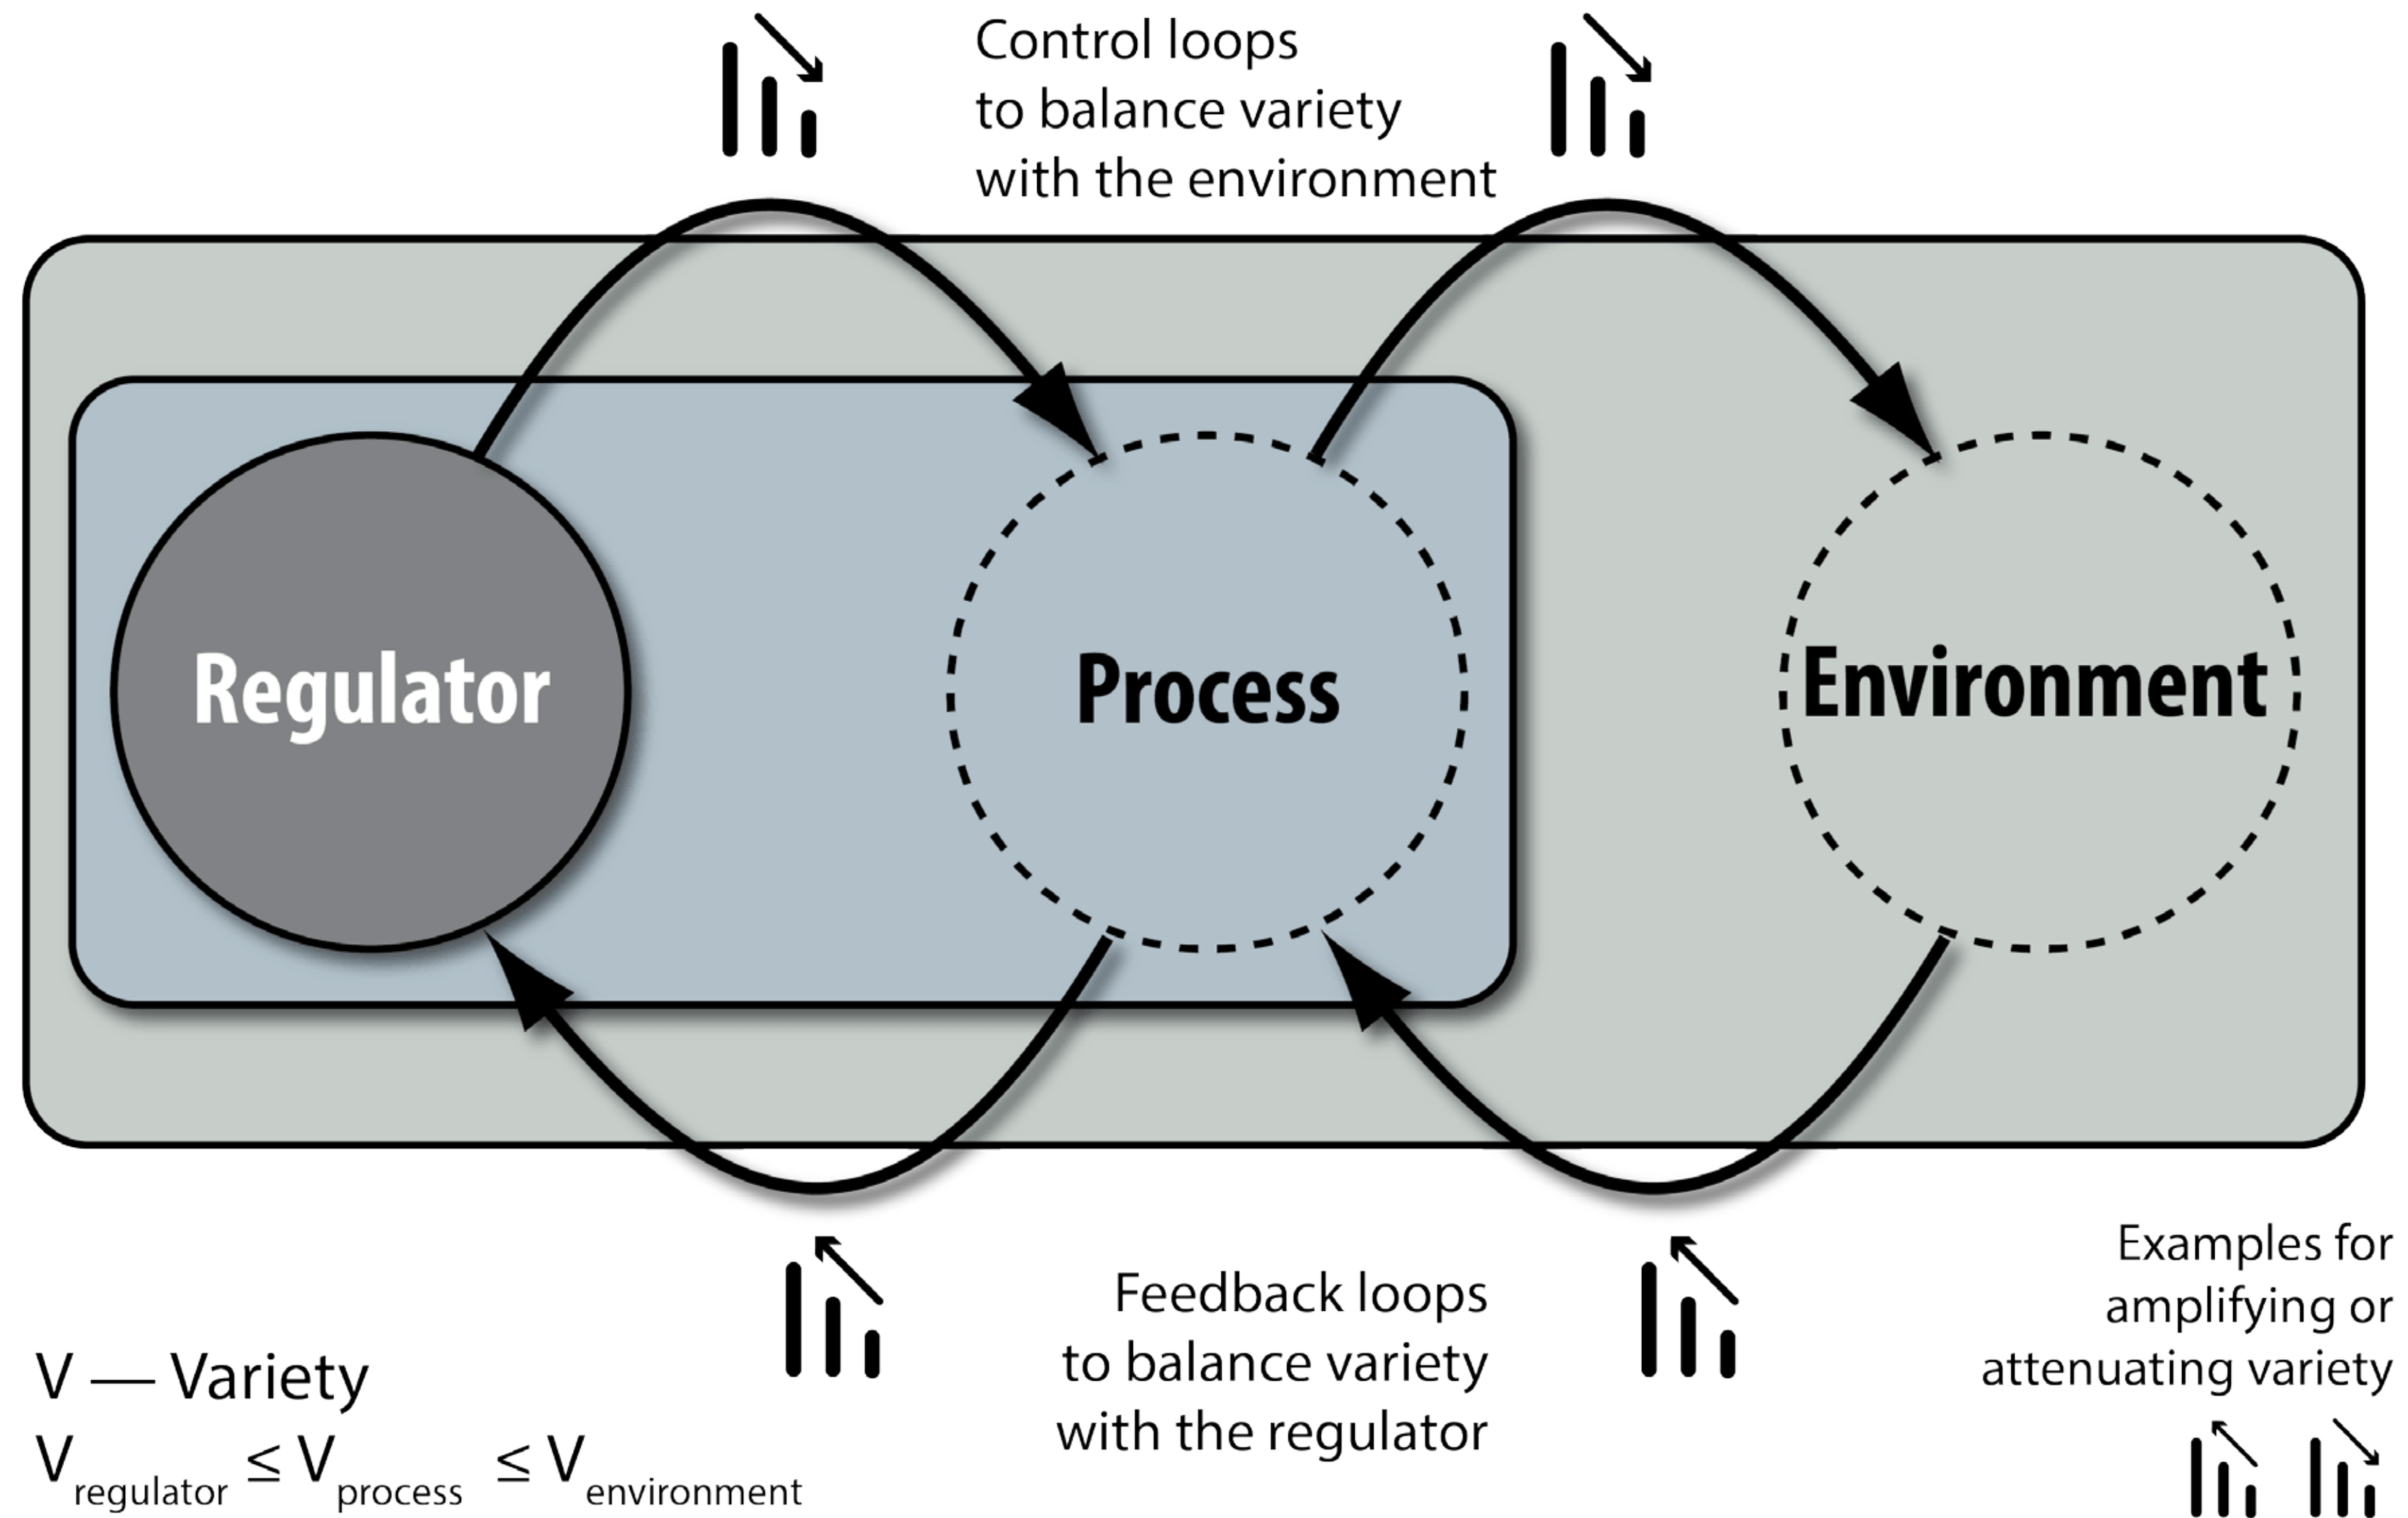 Control loops
to balance variety
with the environment
Regulator
Process
Environment
Feedback loops
to balance variety
with the regulator
Examples for
amplifying or
attenuating variety
V — Variety
Vregulator ≤ Vprocess ≤ Venvironment